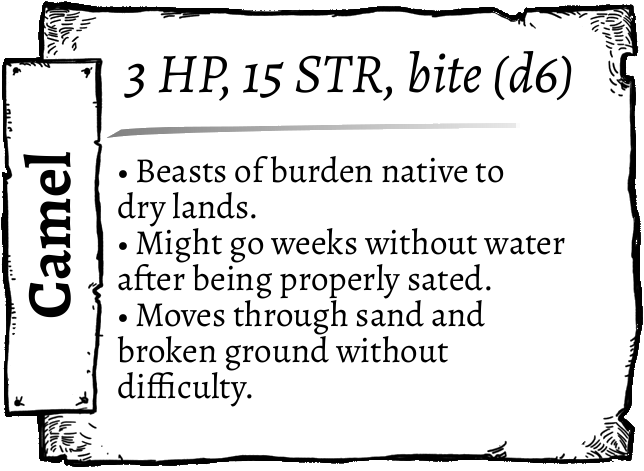 Camel
3 HP, 15 STR, bite (d6)
• Beasts of burden native to
dry lands.
• Might go weeks without water
after being properly sated.
• Moves through sand and
broken ground without
difficulty.